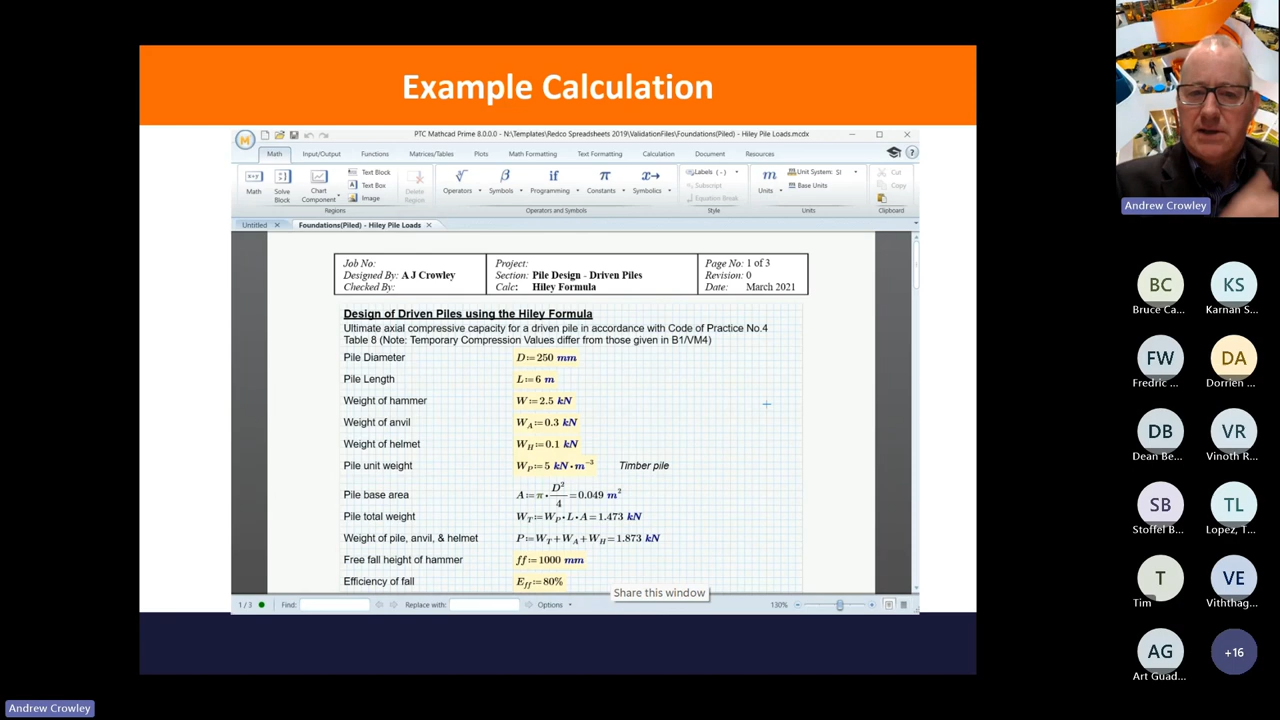 Example Calculation
PTC Mathcad Prime 8.0.0.0 - N:\Templates\Redco Spreadsheets 2019\ValidationFiles\Foundations(Piled) - Hiley Pile Loads.mcdx
Math Input/Output Functions Matrices/Tables Plots Math Formatting Text Formatting Calculation Document Resources
Math
Solve Block
Chart Component
Text Block
Text Box
Image
Delete Region
Operators
Symbols
Programming
Constants
Symbolics
Labels (-)
Subscript
Equation Break
Units
Unit System: SI
Base Units
Cut
Copy
Regions Operators and Symbols Style Units Clipboard
Untitled Foundations(Piled) - Hiley Pile Loads
Job No: Project: Page No: 1 of 3
Designed By: A J Crowley Section: Pile Design - Driven Piles Revision: 0
Checked By: Calc: Hiley Formula Date: March 2021
Design of Driven Piles using the Hiley Formula
Ultimate axial compressive capacity for a driven pile in accordance with Code of Practice No.4
Table 8 (Note: Temporary Compression Values differ from those given in B1/VM4)
Pile Diameter D:=250 mm
Pile Length L:=6 m
Weight of hammer W:=2.5 kN
Weight of anvil W_A:=0.3 kN
Weight of helmet W_H:=0.1 kN
Pile unit weight W_P:=5 kN·m⁻³ Timber pile
Pile base area A:=π·D²/4=0.049 m²
Pile total weight W_T:=W_P·L·A=1.473 kN
Weight of pile, anvil, & helmet P:=W_T+W_A+W_H=1.873 kN
Free fall height of hammer ff:=1000 mm
Efficiency of fall E_ff:=80%
Share this window
1 / 3 Find: Replace with: Options 130%
Andrew Crowley
BC KS
Bruce Ca... Karnan S...
FW DA
Fredric ... Dorrien ...
DB VR
Dean Be... Vinoth R...
SB TL
Stoffel B... Lopez, T...
T VE
Tim Viththag...
AG +16
Art Guad...
Andrew Crowley